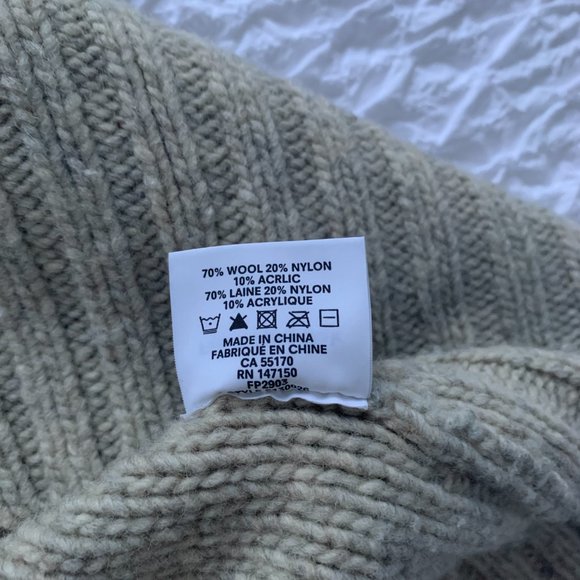 70% WOOL 20% NYLON
10% ACRLIC
70% LAINE 20% NYLON
10% ACRYLIQUE
MADE IN CHINA
FABRIQUÉ EN CHINE
CA 55170
RN 147150
FP2903